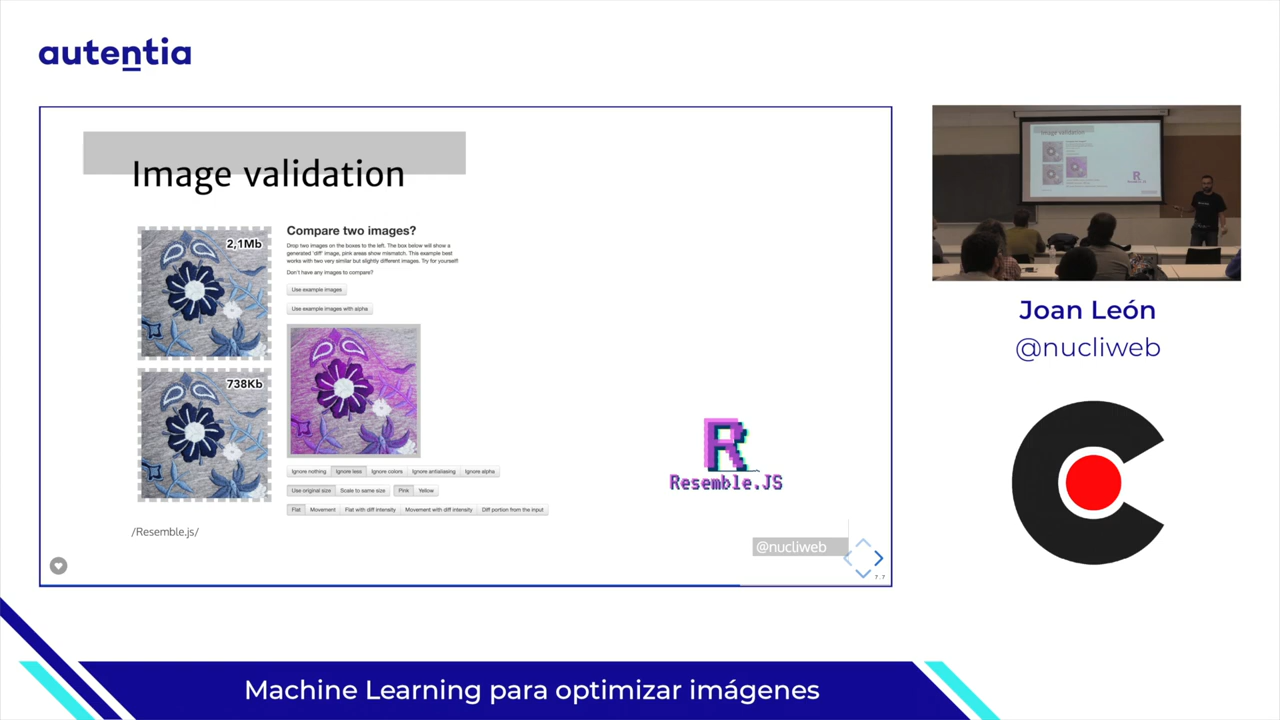 autentia
Image validation
2,1Mb
738Kb
Compare two images?
Drop two images on the boxes to the left. The box below will show a
generated 'diff' image, pink areas show mismatch. This example best
works with two very similar but slightly different images. Try for yourself!
Don't have any images to compare?
Use example images
Use example images with alpha
Ignore nothing Ignore less Ignore colors Ignore antialiasing Ignore alpha
Use original size Scale to same size Pink Yellow
Flat Movement Flat with diff intensity Movement with diff intensity Diff portion from the input
R
Resemble.JS
/Resemble.js/
@nucliweb
7.7
Image validation
R
Joan León
@nucliweb
Machine Learning para optimizar imágenes